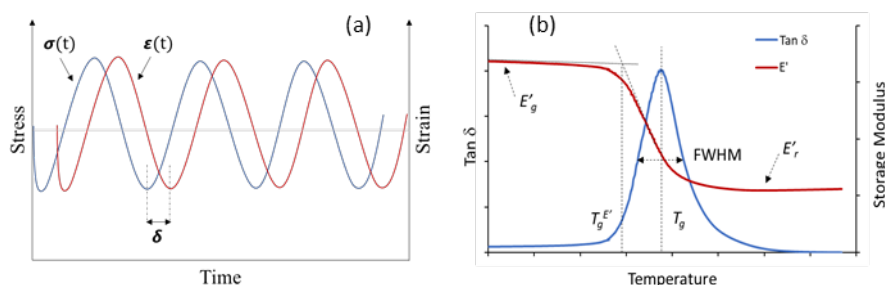 (a)
σ(t)
ε(t)
Stress
Strain
δ
Time
(b)
Tan δ
E'
E'g
FWHM
E'r
TgE'
Tg
Tan δ
Storage Modulus
Temperature